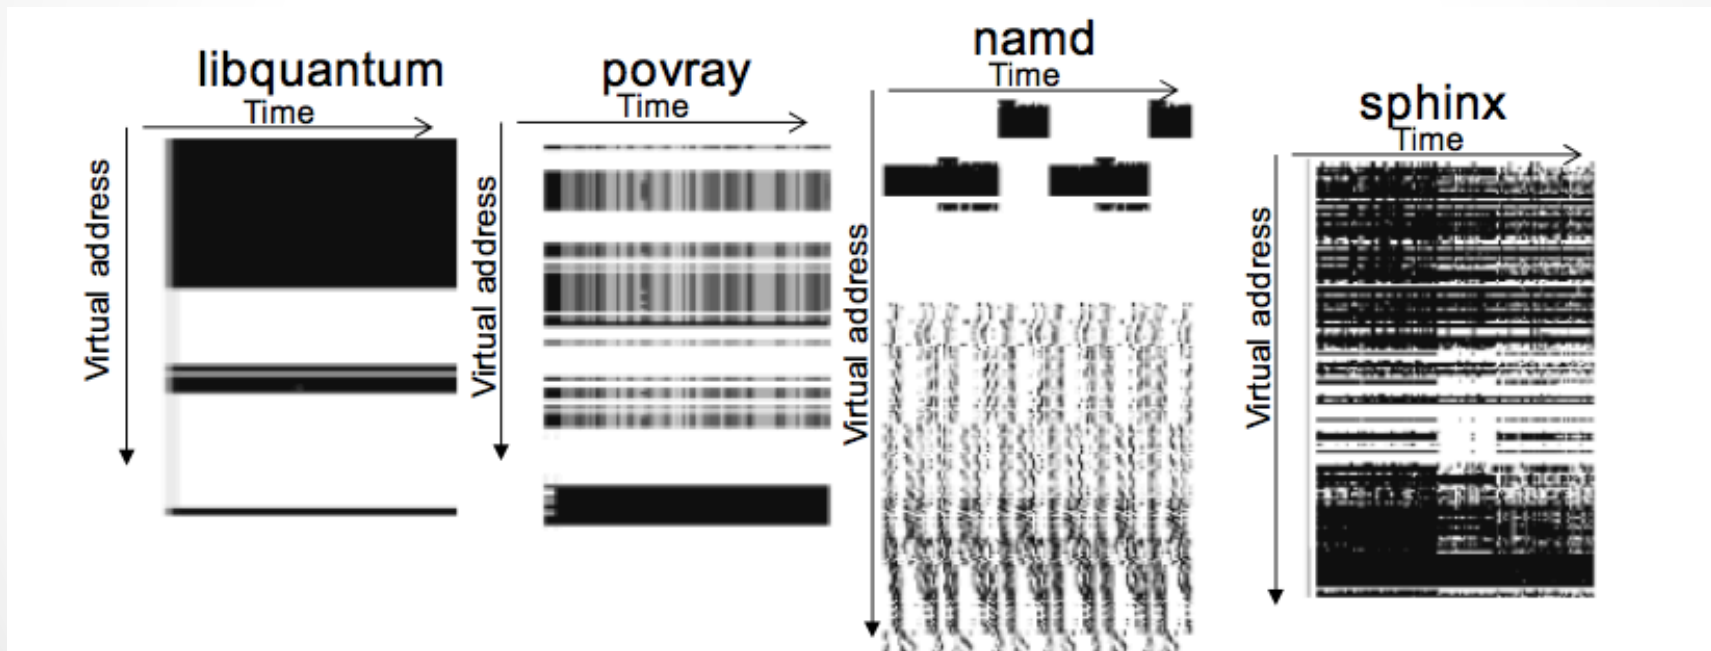 libquantum
Time
Virtual address
povray
Time
Virtual address
namd
Time
Virtual address
sphinx
Time
Virtual address